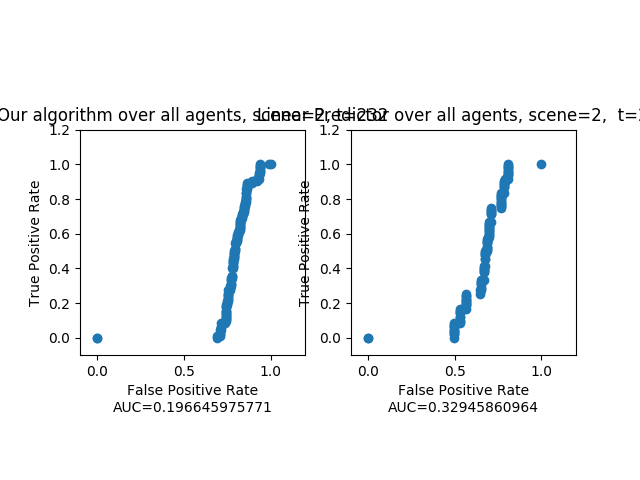 Our algorithm over all agents, scene=2, t=232
Linear Predictor over all agents, scene=2,  t=2
1.2
1.0
0.8
0.6
0.4
0.2
0.0
True Positive Rate
0.0 0.5 1.0
False Positive Rate
AUC=0.196645975771
1.2
1.0
0.8
0.6
0.4
0.2
0.0
True Positive Rate
0.0 0.5 1.0
False Positive Rate
AUC=0.32945860964